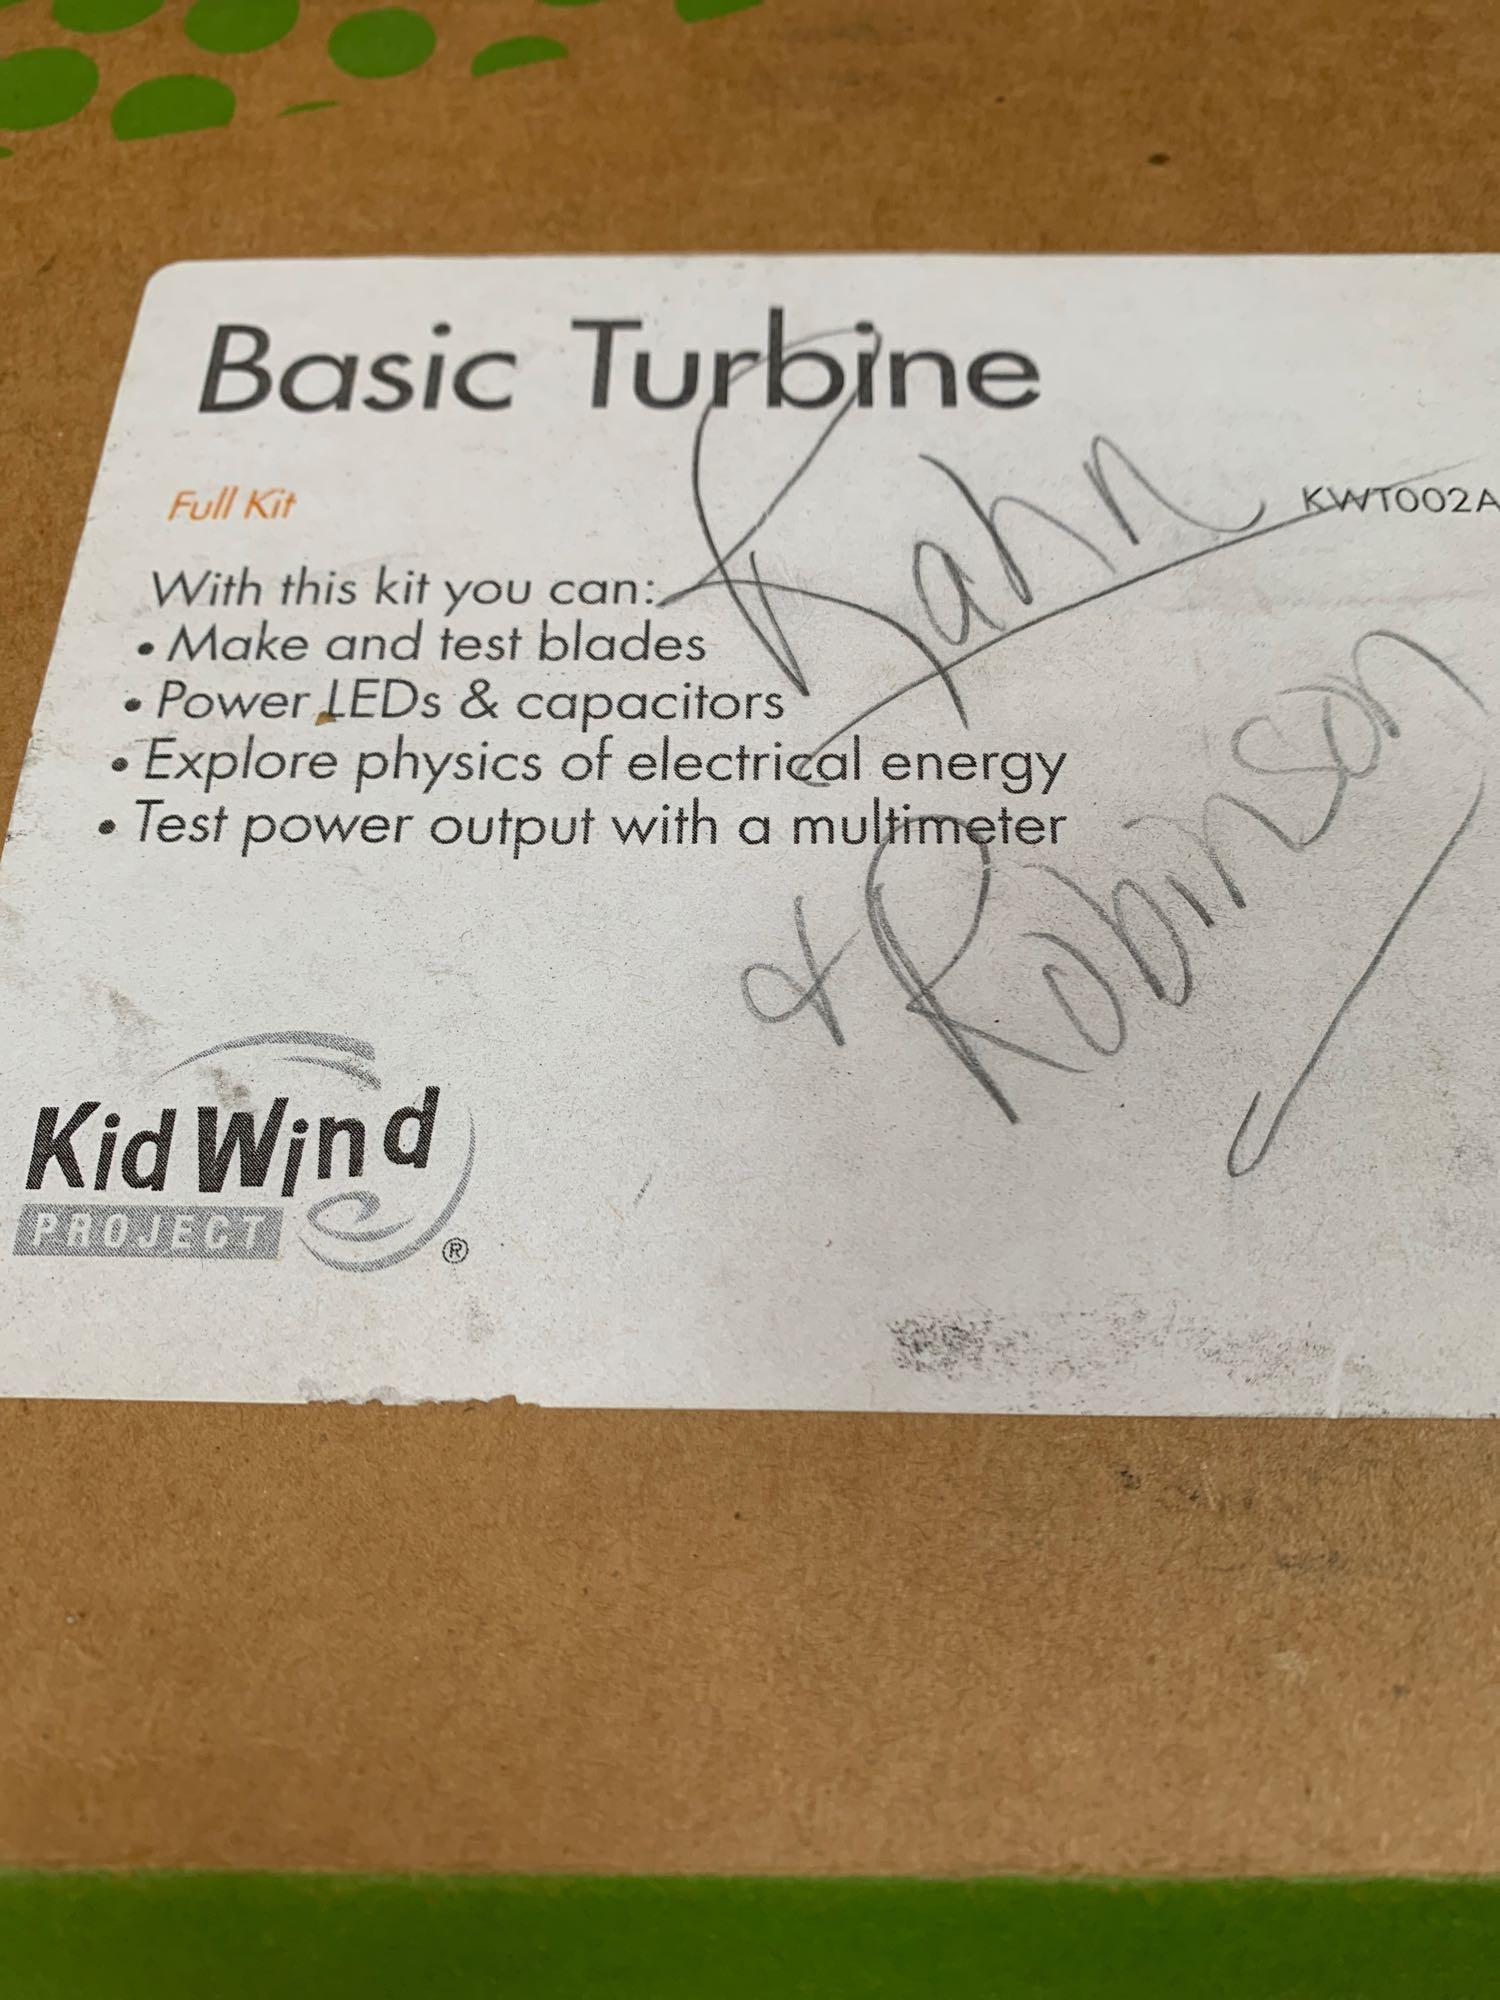 Basic Turbine
Full Kit
KWT002A
With this kit you can:
• Make and test blades
• Power LEDs & capacitors
• Explore physics of electrical energy
• Test power output with a multimeter
Rahn
& Robinson
Kid Wind
PROJECT ®